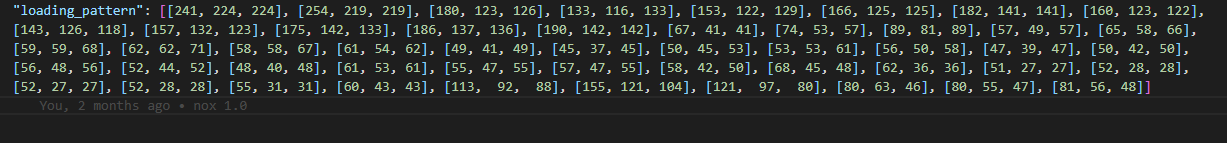 "loading_pattern": [[241, 224, 224], [254, 219, 219], [180, 123, 126], [133, 116, 133], [153, 122, 129], [166, 125, 125], [182, 141, 141], [160, 123, 122],
[143, 126, 118], [157, 132, 123], [175, 142, 133], [186, 137, 136], [190, 142, 142], [67, 41, 41], [74, 53, 57], [89, 81, 89], [57, 49, 57], [65, 58, 66],
[59, 59, 68], [62, 62, 71], [58, 58, 67], [61, 54, 62], [49, 41, 49], [45, 37, 45], [50, 45, 53], [53, 53, 61], [56, 50, 58], [47, 39, 47], [50, 42, 50],
[56, 48, 56], [52, 44, 52], [48, 40, 48], [61, 53, 61], [55, 47, 55], [57, 47, 55], [58, 42, 50], [68, 45, 48], [62, 36, 36], [51, 27, 27], [52, 28, 28],
[52, 27, 27], [52, 28, 28], [55, 31, 31], [60, 43, 43], [113,  92,  88], [155, 121, 104], [121,  97,  80], [80, 63, 46], [80, 55, 47], [81, 56, 48]]
You, 2 months ago • nox 1.0